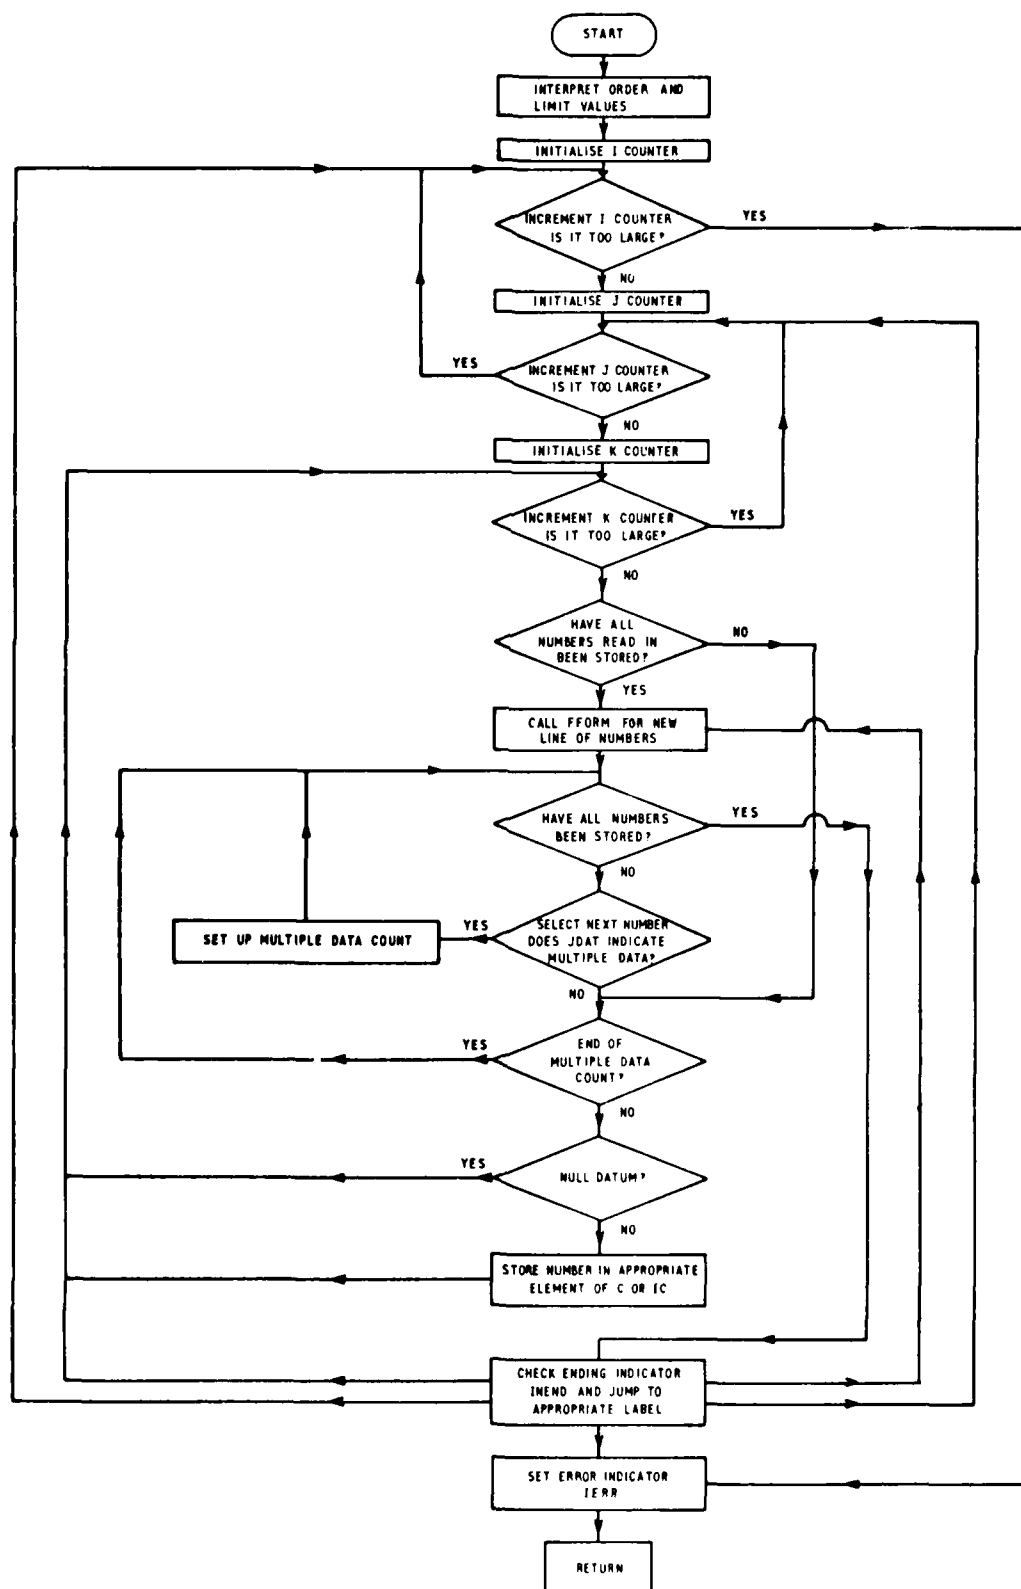 START
INTERPRET ORDER AND
LIMIT VALUES
INITIALISE I COUNTER
INCREMENT I COUNTER
IS IT TOO LARGE?
YES
NO
INITIALISE J COUNTER
YES
INCREMENT J COUNTER
IS IT TOO LARGE?
NO
INITIALISE K COUNTER
INCREMENT K COUNTER
IS IT TOO LARGE?
YES
NO
HAVE ALL
NUMBERS READ IN
BEEN STORED?
NO
YES
CALL FFORM FOR NEW
LINE OF NUMBERS
HAVE ALL NUMBERS
BEEN STORED?
YES
NO
SELECT NEXT NUMBER
DOES JDAT INDICATE
MULTIPLE DATA?
YES
SET UP MULTIPLE DATA COUNT
NO
END OF
MULTIPLE DATA
COUNT?
YES
NO
YES
NULL DATUM?
NO
STORE NUMBER IN APPROPRIATE
ELEMENT OF C OR IC
CHECK ENDING INDICATOR
INEND AND JUMP TO
APPROPRIATE LABEL
SET ERROR INDICATOR
IERR
RETURN